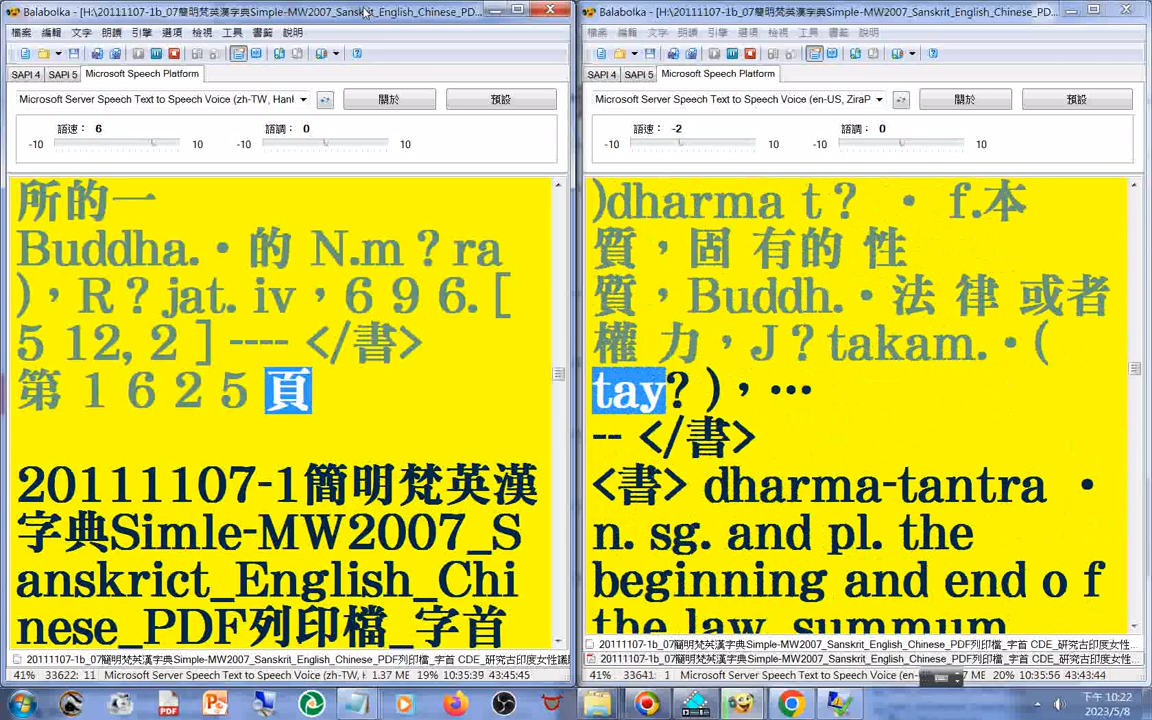 Balabolka - [H:\20111107-1b_07簡明梵英漢字典Simple-MW2007_Sanskrit_English_Chinese_PD...
檔案 編輯 文字 朗讀 引擎 選項 檢視 工具 書籤 說明
SAPI 4 SAPI 5 Microsoft Speech Platform
Microsoft Server Speech Text to Speech Voice (zh-TW, Hanl 關於 預設
語速： 6 語調： 0
-10 10 -10 10
所的一
Buddha.‧的 N.m？ra
)，R？jat. iv，6 9 6. [
5 12, 2 ] ---- </書>
第 1 6 2 5 頁
20111107-1簡明梵英漢
字典Simle-MW2007_S
anskrict_English_Chi
nese_PDF列印檔_字首
20111107-1b_07簡明梵英漢字典Simple-MW2007_Sanskrit_English_Chinese_PDF列印檔_字首 CDE_研究古印度女性議
41% 33622: 11 Microsoft Server Speech Text to Speech Voice (zh-TW, H 1.37 MB 19% 10:35:39 43:45:45
Balabolka - [H:\20111107-1b_07簡明梵英漢字典Simple-MW2007_Sanskrit_English_Chinese_PD...
檔案 編輯 文字 朗讀 引擎 選項 檢視 工具 書籤 說明
SAPI 4 SAPI 5 Microsoft Speech Platform
Microsoft Server Speech Text to Speech Voice (en-US, ZiraP 關於 預設
語速： -2 語調： 0
-10 10 -10 10
)dharma t？ ‧ f.本
質，固 有的 性
質，Buddh.‧法 律 或者
權 力，J？takam.‧(
tay？)，…
-- </書>
<書> dharma-tantra ‧
n. sg. and pl. the
beginning and end o f
the law, summum
20111107-1b_07簡明梵英漢字典Simple-MW2007_Sanskrit_English_Chinese_PDF列印檔_字首 CDE_研究古印度女性
20111107-1b_07簡明梵英漢字典Simple-MW2007_Sanskrit_English_Chinese_PDF列印檔_字首 CDE_研究古印度女性
41% 33641: 1 Microsoft Server Speech Text to Speech Voice ME 20% 10:35:56 43:43:44
下午 10:22
2023/5/8